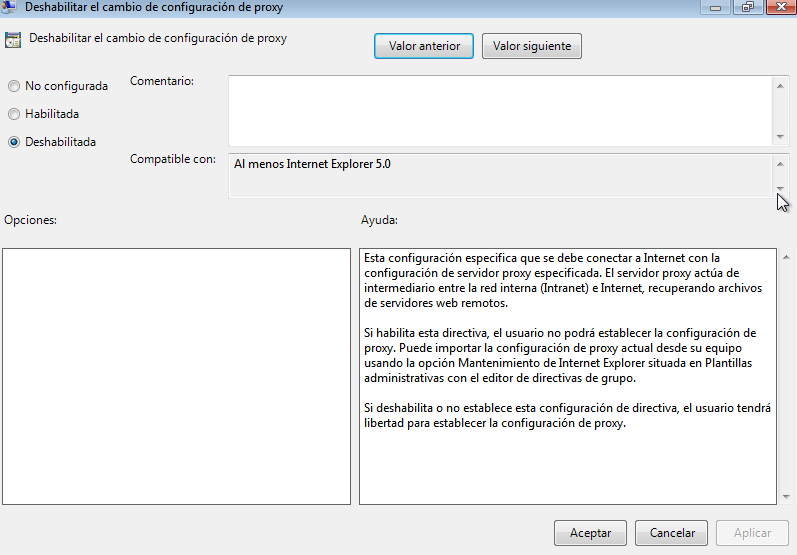 Deshabilitar el cambio de configuración de proxy
Deshabilitar el cambio de configuración de proxy
Valor anterior
Valor siguiente
No configurada
Habilitada
Deshabilitada
Comentario:
Compatible con:
Al menos Internet Explorer 5.0
Opciones:
Ayuda:
Esta configuración especifica que se debe conectar a Internet con la
configuración de servidor proxy especificada. El servidor proxy actúa de
intermediario entre la red interna (Intranet) e Internet, recuperando archivos
de servidores web remotos.
Si habilita esta directiva, el usuario no podrá establecer la configuración de
proxy. Puede importar la configuración de proxy actual desde su equipo
usando la opción Mantenimiento de Internet Explorer situada en Plantillas
administrativas con el editor de directivas de grupo.
Si deshabilita o no establece esta configuración de directiva, el usuario tendrá
libertad para establecer la configuración de proxy.
Aceptar
Cancelar
Aplicar